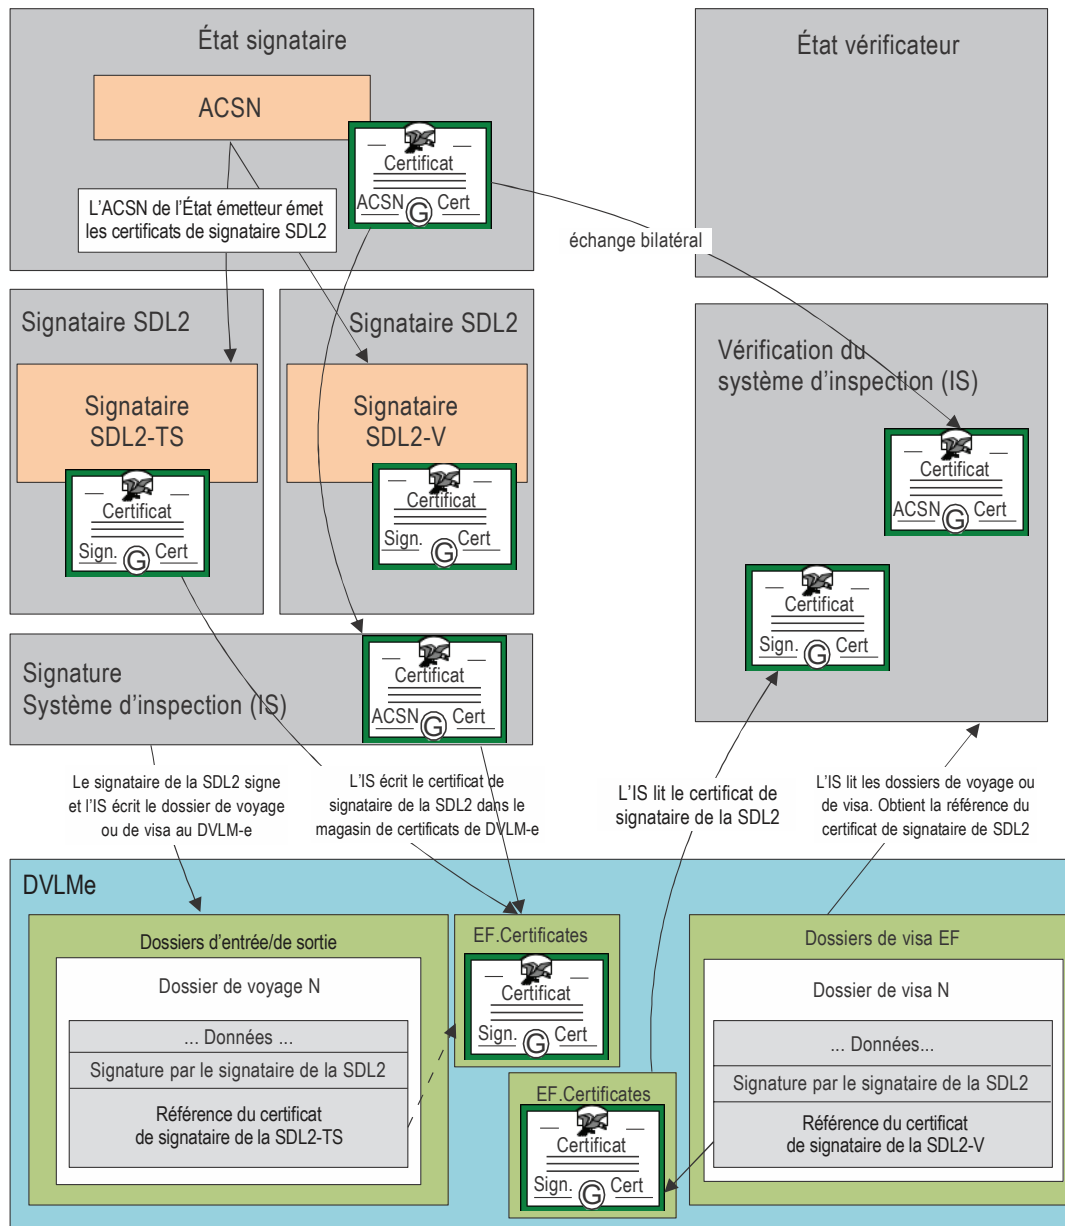 État signataire
ACSN
Certificat
ACSN G Cert
L'ACSN de l'État émetteur émet
les certificats de signataire SDL2
État vérificateur
échange bilatéral
Signataire SDL2
Signataire
SDL2-TS
Certificat
Sign. G Cert
Signataire SDL2
Signataire
SDL2-V
Certificat
Sign. G Cert
Vérification du
système d'inspection (IS)
Certificat
ACSN G Cert
Certificat
Sign. G Cert
Signature
Système d'inspection (IS)
Certificat
ACSN G Cert
Le signataire de la SDL2 signe
et l'IS écrit le dossier de voyage
ou de visa au DVLM-e
L'IS écrit le certificat de
signataire de la SDL2 dans le
magasin de certificats de DVLM-e
L'IS lit le certificat de
signataire de la SDL2
L'IS lit les dossiers de voyage ou
de visa. Obtient la référence du
certificat de signataire de SDL2
DVLMe
Dossiers d'entrée/de sortie
Dossier de voyage N
... Données ...
Signature par le signataire de la SDL2
Référence du certificat
de signataire de la SDL2-TS
EF.Certificates
Certificat
Sign. G Cert
EF.Certificates
Certificat
Sign. G Cert
Dossiers de visa EF
Dossier de visa N
... Données...
Signature par le signataire de la SDL2
Référence du certificat
de signataire de la SDL2-V